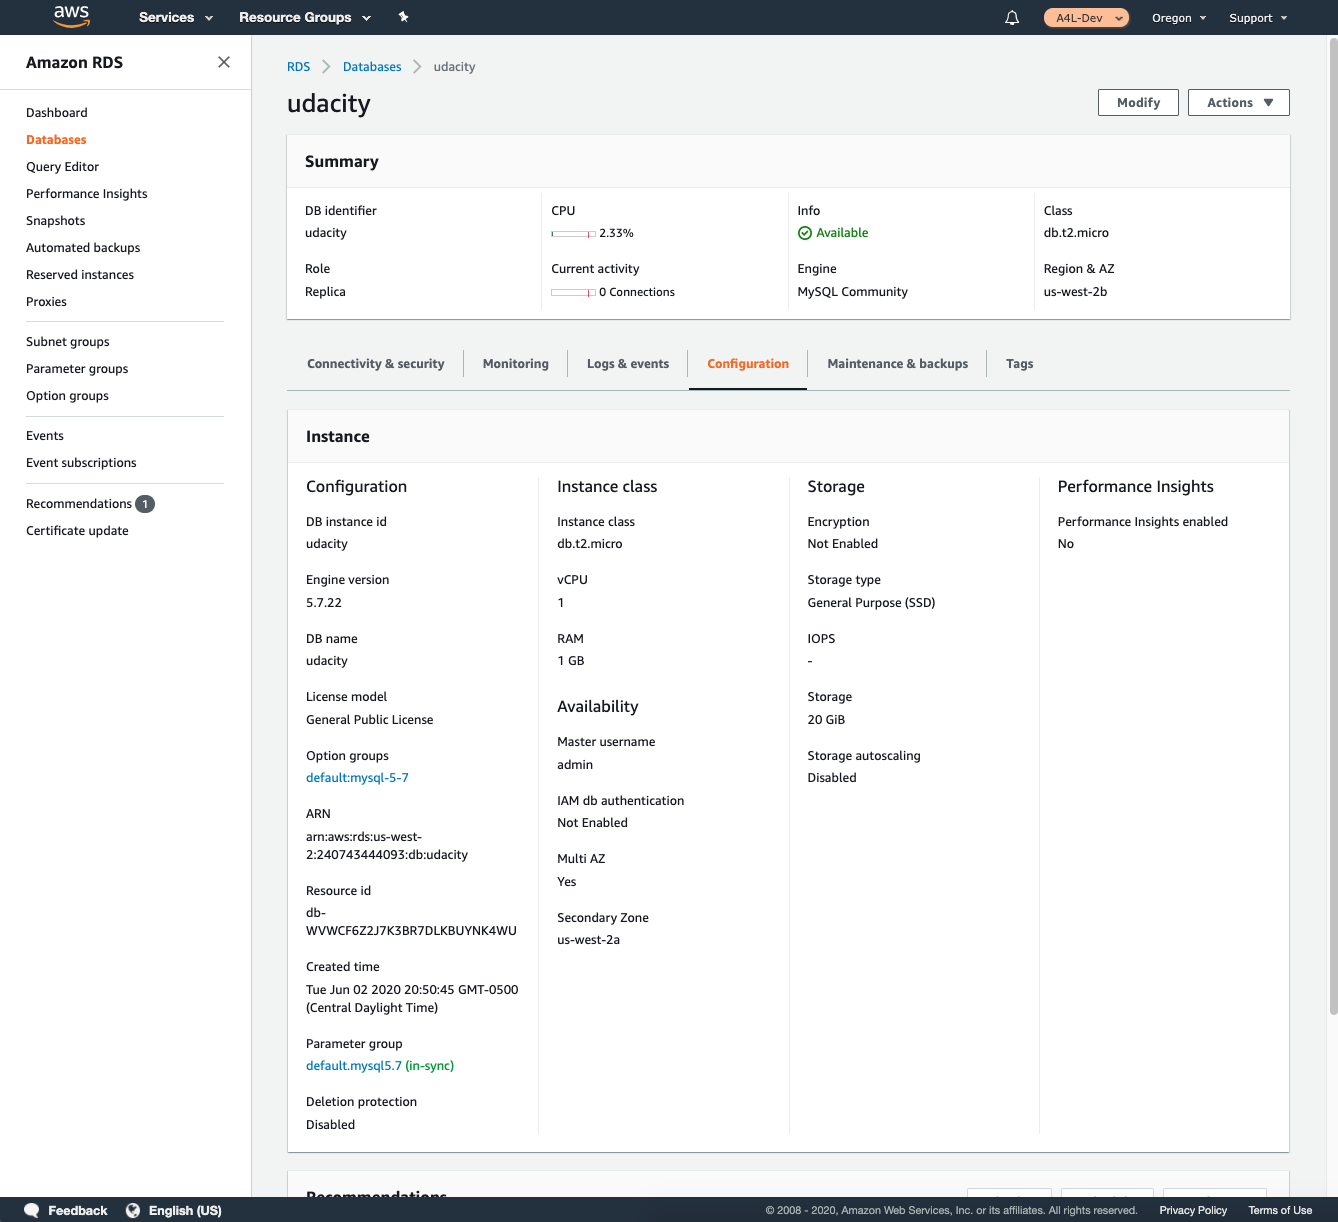 aws Services Resource Groups A4L-Dev Oregon Support
Amazon RDS
Dashboard
Databases
Query Editor
Performance Insights
Snapshots
Automated backups
Reserved instances
Proxies
Subnet groups
Parameter groups
Option groups
Events
Event subscriptions
Recommendations 1
Certificate update
RDS Databases udacity
udacity
Modify Actions
Summary
DB identifier
udacity
CPU
2.33%
Info
Available
Class
db.t2.micro
Role
Replica
Current activity
0 Connections
Engine
MySQL Community
Region & AZ
us-west-2b
Connectivity & security Monitoring Logs & events Configuration Maintenance & backups Tags
Instance
Configuration
DB instance id
udacity
Engine version
5.7.22
DB name
udacity
License model
General Public License
Option groups
default:mysql-5-7
ARN
arn:aws:rds:us-west-
2:240743444093:db:udacity
Resource id
db-
WVWCF6Z2J7K3BR7DLKBUYNK4WU
Created time
Tue Jun 02 2020 20:50:45 GMT-0500
(Central Daylight Time)
Parameter group
default.mysql5.7 (in-sync)
Deletion protection
Disabled
Instance class
Instance class
db.t2.micro
vCPU
1
RAM
1 GB
Availability
Master username
admin
IAM db authentication
Not Enabled
Multi AZ
Yes
Secondary Zone
us-west-2a
Storage
Encryption
Not Enabled
Storage type
General Purpose (SSD)
IOPS
-
Storage
20 GiB
Storage autoscaling
Disabled
Performance Insights
Performance Insights enabled
No
Recommendations
Feedback English (US) © 2008 - 2020, Amazon Web Services, Inc. or its affiliates. All rights reserved. Privacy Policy Terms of Use